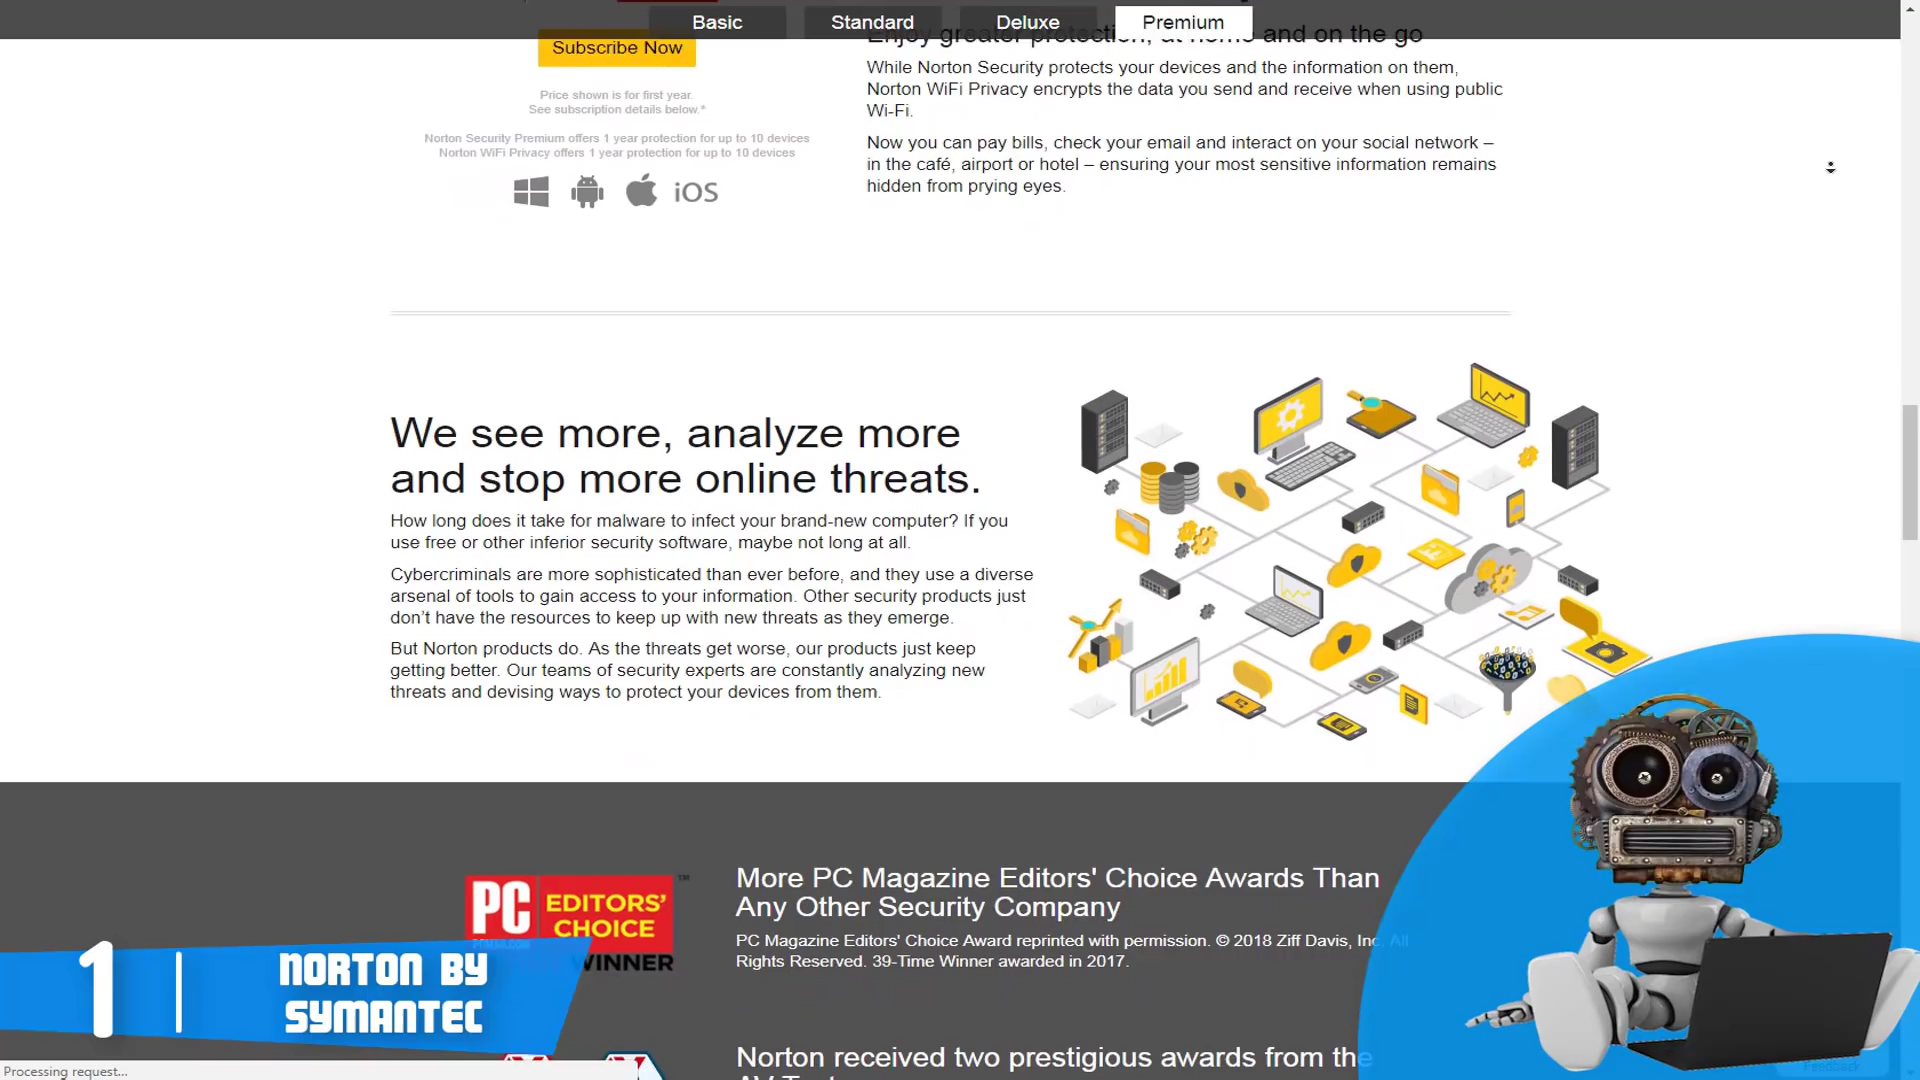 Basic
Standard
Deluxe
Premium
Subscribe Now
Enjoy greater protection, at home and on the go
Price shown is for first year.
See subscription details below.*
Norton Security Premium offers 1 year protection for up to 10 devices
Norton WiFi Privacy offers 1 year protection for up to 10 devices
iOS
While Norton Security protects your devices and the information on them,
Norton WiFi Privacy encrypts the data you send and receive when using public
Wi-Fi.
Now you can pay bills, check your email and interact on your social network –
in the café, airport or hotel – ensuring your most sensitive information remains
hidden from prying eyes.
We see more, analyze more
and stop more online threats.
How long does it take for malware to infect your brand-new computer? If you
use free or other inferior security software, maybe not long at all.
Cybercriminals are more sophisticated than ever before, and they use a diverse
arsenal of tools to gain access to your information. Other security products just
don’t have the resources to keep up with new threats as they emerge.
But Norton products do. As the threats get worse, our products just keep
getting better. Our teams of security experts are constantly analyzing new
threats and devising ways to protect your devices from them.
PC
EDITORS’
CHOICE
WINNER
TM
More PC Magazine Editors' Choice Awards Than
Any Other Security Company
PC Magazine Editors' Choice Award reprinted with permission. © 2018 Ziff Davis, Inc. All
Rights Reserved. 39-Time Winner awarded in 2017.
Norton received two prestigious awards from the
1
NORTON BY
SYMANTEC
Processing request...
Feedback